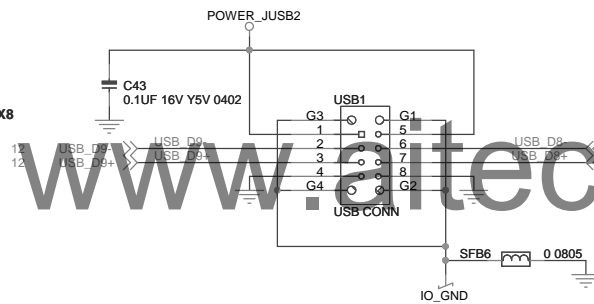 POWER_JUSB2
C43
0.1UF 16V Y5V 0402
USB1
X8
G3 G1
1 5
12 USB_D9- USB_D9- 2 6 USB_D8-
12 USB_D9+ USB_D9+ 3 7 USB_D8+
4 8
G4 G2
USB CONN
www.aitec
SFB6 0 0805
IO_GND